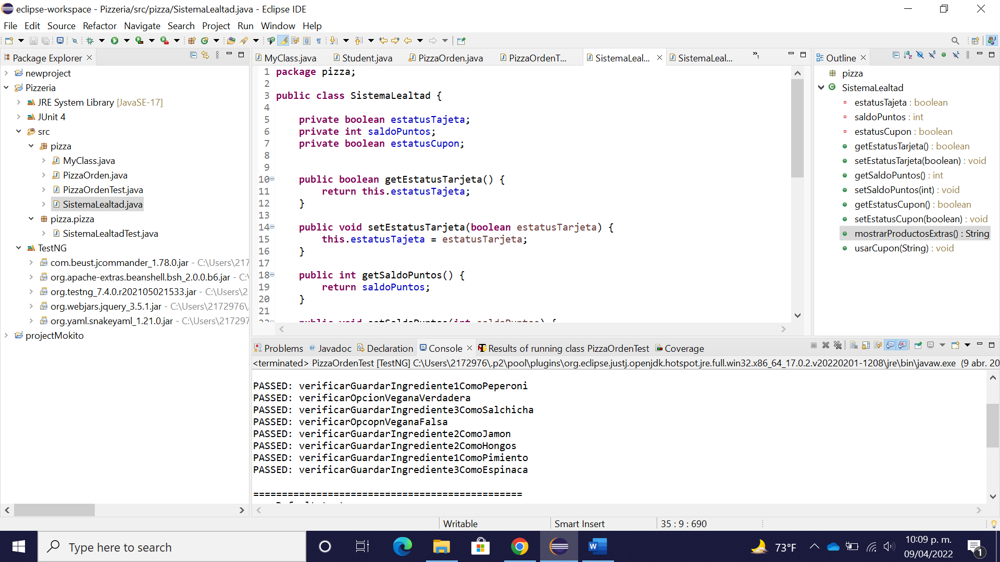 eclipse-workspace - Pizzeria/src/pizza/SistemaLealtad.java - Eclipse IDE
File Edit Source Refactor Navigate Search Project Run Window Help
Package Explorer
newproject
Pizzeria
JRE System Library [JavaSE-17]
JUnit 4
src
pizza
MyClass.java
PizzaOrden.java
PizzaOrdenTest.java
SistemaLealtad.java
pizza.pizza
SistemaLealtadTest.java
TestNG
com.beust.jcommander_1.78.0.jar - C:\Users\217
org.apache-extras.beanshell.bsh_2.0.0.b6.jar - C:\
org.testng_7.4.0.r202105021533.jar - C:\Users\2
org.webjars.jquery_3.5.1.jar - C:\Users\2172976\
org.yaml.snakeyaml_1.21.0.jar - C:\Users\217297
projectMokito
MyClass.java Student.java PizzaOrden.java PizzaOrdenT... SistemaLeal... SistemaLeal... »1
1 package pizza;
2
3 public class SistemaLealtad {
4
5 private boolean estatusTajeta;
6 private int saldoPuntos;
7 private boolean estatusCupon;
8
9
10 public boolean getEstatusTarjeta() {
11 return this.estatusTajeta;
12 }
13
14 public void setEstatusTarjeta(boolean estatusTarjeta) {
15 this.estatusTajeta = estatusTarjeta;
16 }
17
18 public int getSaldoPuntos() {
19 return saldoPuntos;
20 }
21
22 public void setSaldoPuntos(int saldoPuntos) {
Outline
pizza
SistemaLealtad
estatusTajeta : boolean
saldoPuntos : int
estatusCupon : boolean
getEstatusTarjeta() : boolean
setEstatusTarjeta(boolean) : void
getSaldoPuntos() : int
setSaldoPuntos(int) : void
getEstatusCupon() : boolean
setEstatusCupon(boolean) : void
mostrarProductosExtras() : String
usarCupon(String) : void
Problems Javadoc Declaration Console Results of running class PizzaOrdenTest Coverage
<terminated> PizzaOrdenTest [TestNG] C:\Users\2172976\.p2\pool\plugins\org.eclipse.justj.openjdk.hotspot.jre.full.win32.x86_64_17.0.2.v20220201-1208\jre\bin\javaw.exe (9 abr. 20
PASSED: verificarGuardarIngrediente1ComoPeperoni
PASSED: verificarOpcionVeganaVerdadera
PASSED: verificarGuardarIngrediente3ComoSalchicha
PASSED: verificarOpcopnVeganaFalsa
PASSED: verificarGuardarIngrediente2ComoJamon
PASSED: verificarGuardarIngrediente2ComoHongos
PASSED: verificarGuardarIngrediente1ComoPimiento
PASSED: verificarGuardarIngrediente3ComoEspinaca
===============================================
Writable Smart Insert 35 : 9 : 690
Type here to search
73°F
10:09 p. m.
09/04/2022
1